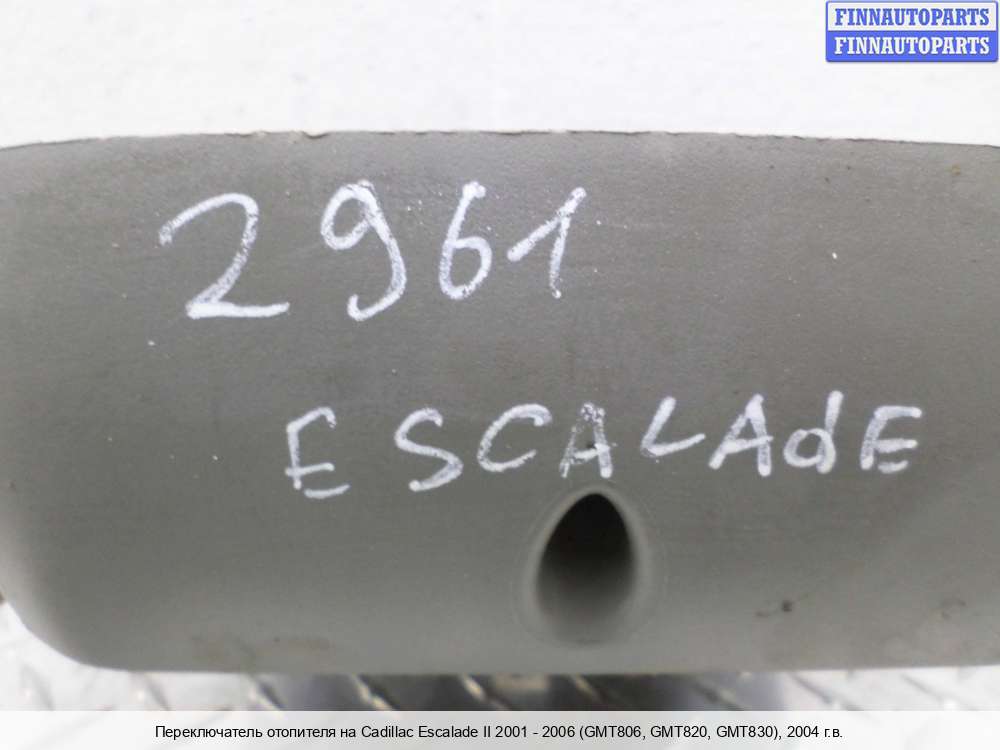 FINNAUTOPARTS
FINNAUTOPARTS
2961
ESCALAdE
Переключатель отопителя на Cadillac Escalade II 2001 - 2006 (GMT806, GMT820, GMT830), 2004 г.в.